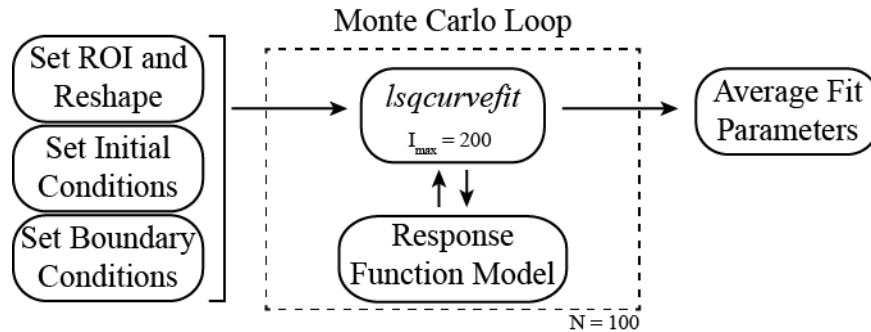 Monte Carlo Loop
Set ROI and
Reshape
Set Initial
Conditions
Set Boundary
Conditions
lsqcurvefit
I_max = 200
Response
Function Model
N = 100
Average Fit
Parameters